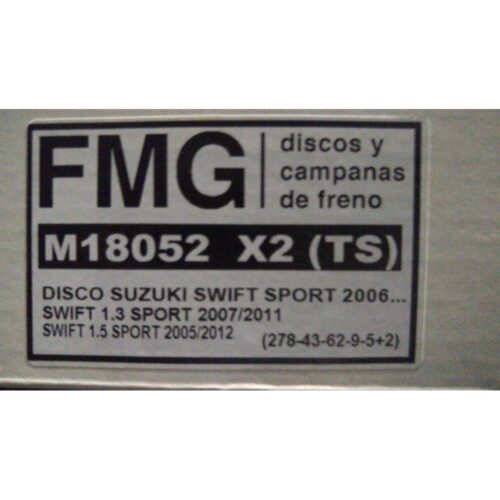 FMG
discos y
campanas
de freno
M18052 X2 (TS)
DISCO SUZUKI SWIFT SPORT 2006...
SWIFT 1.3 SPORT 2007/2011
SWIFT 1.5 SPORT 2005/2012
(278-43-62-9-5+2)